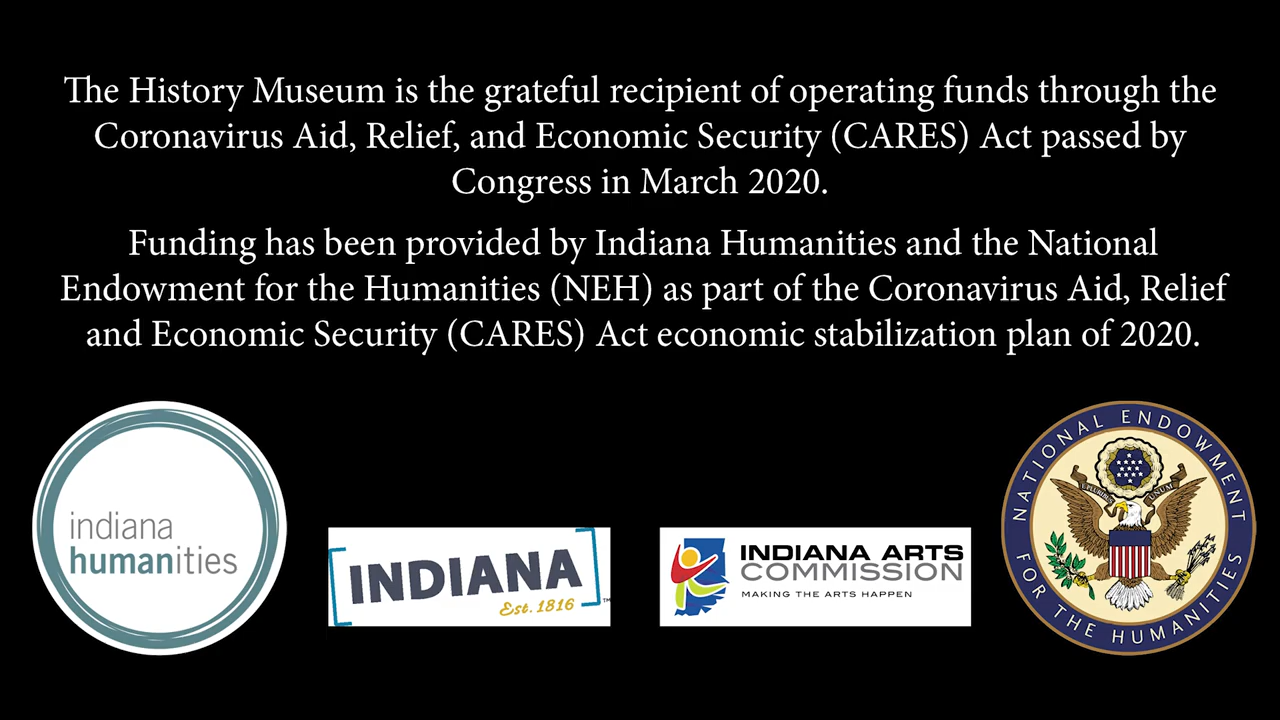 The History Museum is the grateful recipient of operating funds through the
Coronavirus Aid, Relief, and Economic Security (CARES) Act passed by
Congress in March 2020.
Funding has been provided by Indiana Humanities and the National
Endowment for the Humanities (NEH) as part of the Coronavirus Aid, Relief
and Economic Security (CARES) Act economic stabilization plan of 2020.
indiana
humanities
INDIANA
Est. 1816
™
INDIANA ARTS
COMMISSION
MAKING THE ARTS HAPPEN
NATIONAL ENDOWMENT
FOR THE HUMANITIES
E PLURIBUS UNUM